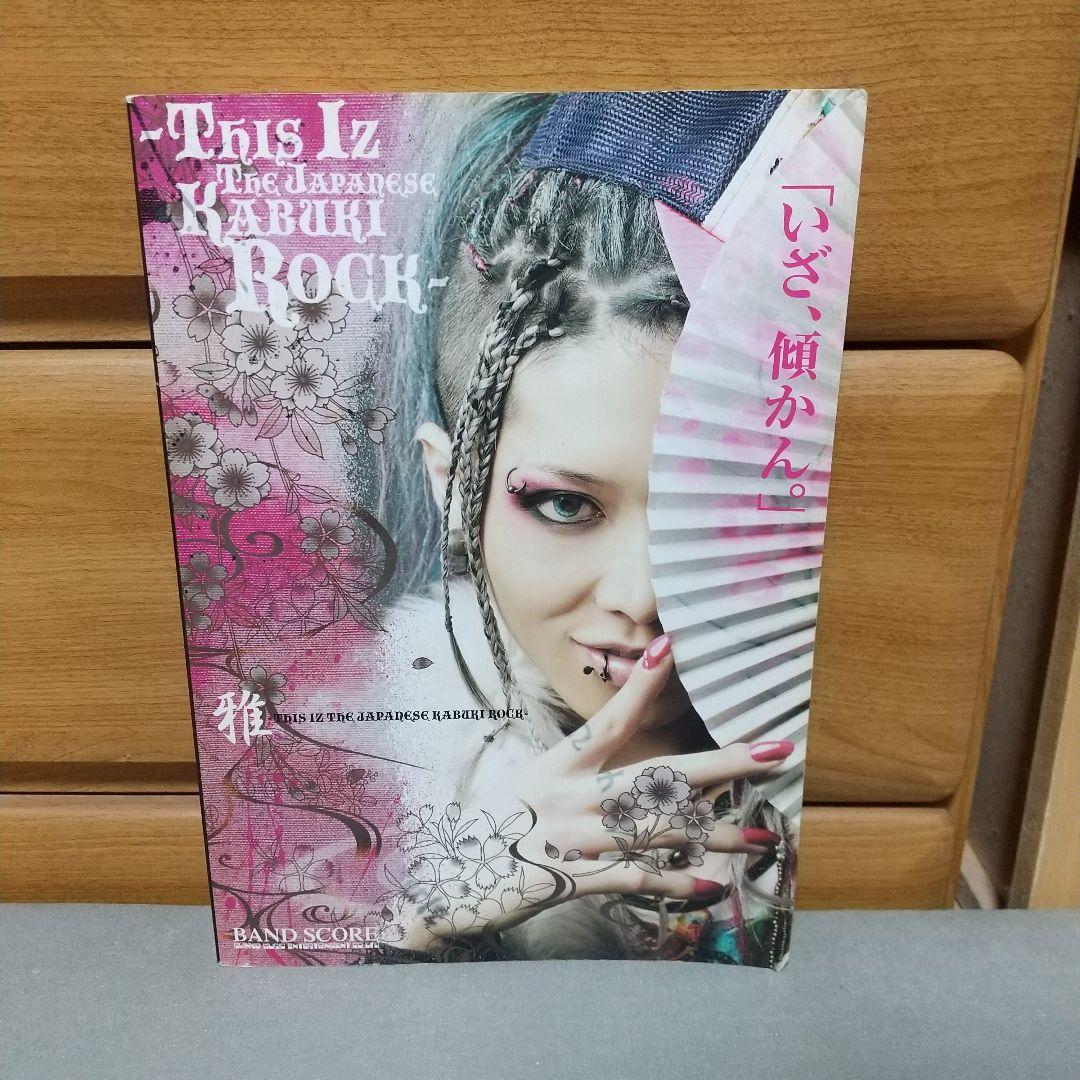 -THIS IZ
THE JAPANESE
KABUKI
ROCK-
「いざ、傾かん。」
雅
-THIS IZ THE JAPANESE KABUKI ROCK-
BAND SCORE